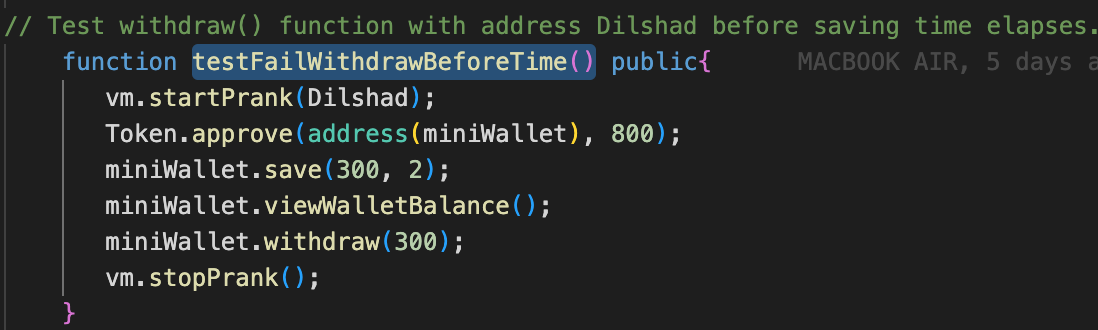 // Test withdraw() function with address Dilshad before saving time elapses.
function testFailWithdrawBeforeTime() public{ MACBOOK AIR, 5 days a
vm.startPrank(Dilshad);
Token.approve(address(miniWallet), 800);
miniWallet.save(300, 2);
miniWallet.viewWalletBalance();
miniWallet.withdraw(300);
vm.stopPrank();
}